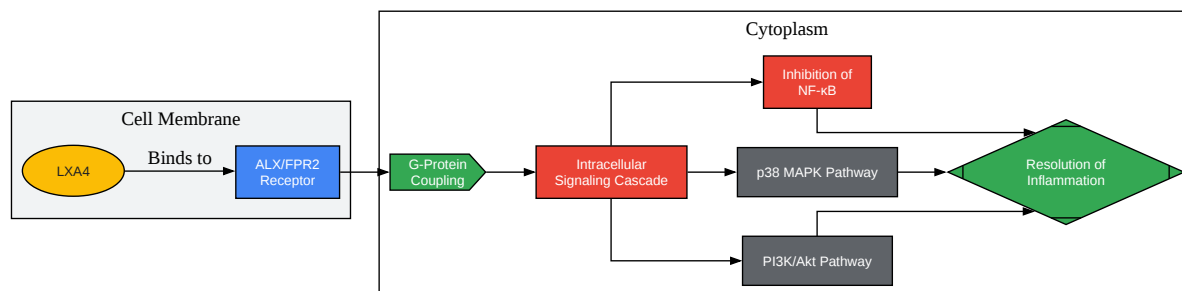 Cytoplasm
Cell Membrane
LXA4
Binds to
ALX/FPR2
Receptor
G-Protein
Coupling
Intracellular
Signaling Cascade
Inhibition of
NF-κB
p38 MAPK Pathway
PI3K/Akt Pathway
Resolution of
Inflammation